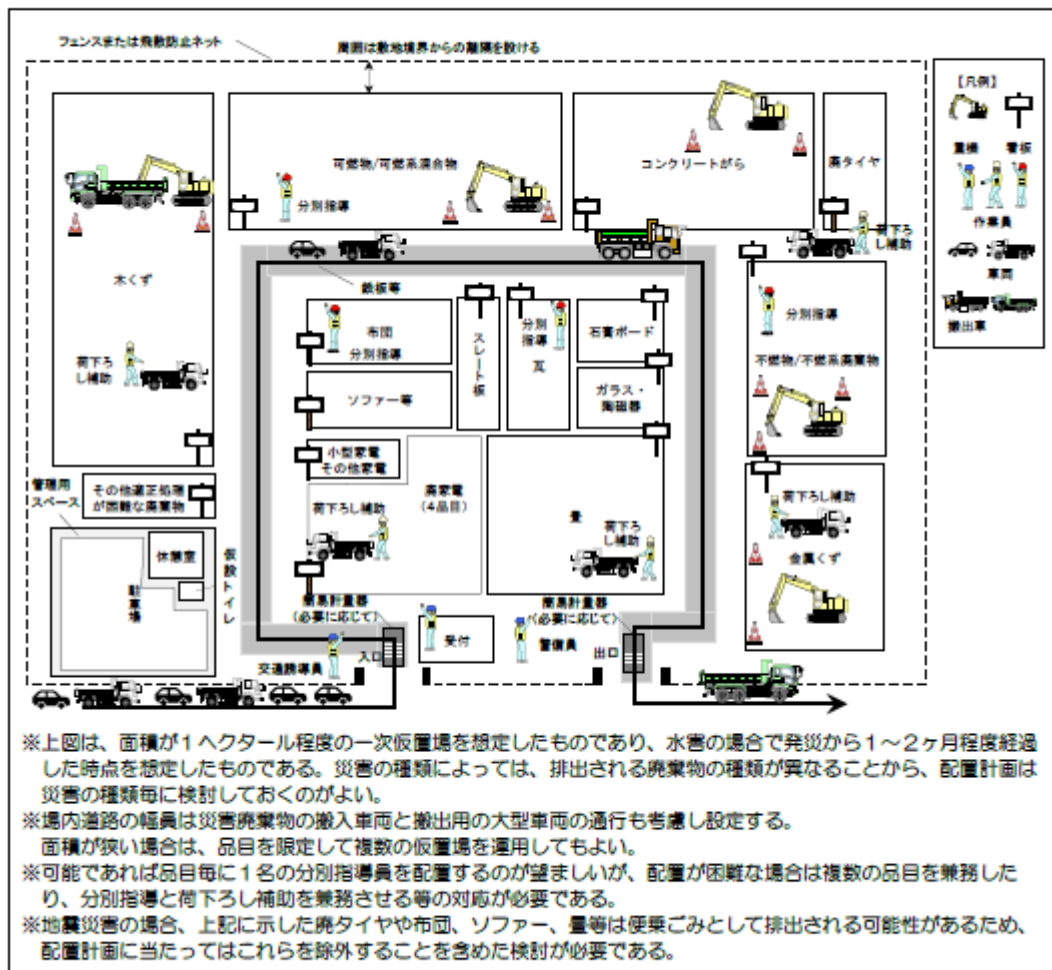 フェンスまたは飛散防止ネット
周囲は敷地境界からの離隔を設ける
【凡例】
重機
看板
作業員
車両
搬出車
可燃物/可燃系混合物
分別指導
コンクリートがら
廃タイヤ
荷下ろ
し補助
木くず
荷下ろ
し補助
鉄板等
布団
分別指導
スレート板
分別
指導
瓦
石膏ボード
ガラス・
陶磁器
分別指導
不燃物/不燃系廃棄物
ソファー等
小型家電
その他家電
廃家電
(4品目)
荷下ろし補助
畳
荷下ろ
し補助
荷下ろし補助
金属くず
管理用
スペース
その他適正処理
が困難な廃棄物
休憩室
仮設トイレ
駐車場
簡易計量器
(必要に応じて)
簡易計量器
(必要に応じて)
交通誘導員
入口
受付
警備員
出口
※上図は、面積が1ヘクタール程度の一次仮置場を想定したものであり、水害の場合で発災から1~2ヶ月程度経過
した時点を想定したものである。災害の種類によっては、排出される廃棄物の種類が異なることから、配置計画は
災害の種類毎に検討しておくのがよい。
※場内道路の幅員は災害廃棄物の搬入車両と搬出用の大型車両の通行も考慮し設定する。
面積が狭い場合は、品目を限定して複数の仮置場を運用してもよい。
※可能であれば品目毎に1名の分別指導員を配置するのが望ましいが、配置が困難な場合は複数の品目を兼務した
り、分別指導と荷下ろし補助を兼務させる等の対応が必要である。
※地震災害の場合、上記に示した廃タイヤや布団、ソファー、畳等は便乗ごみとして排出される可能性があるため、
配置計画に当たってはこれらを除外することを含めた検討が必要である。